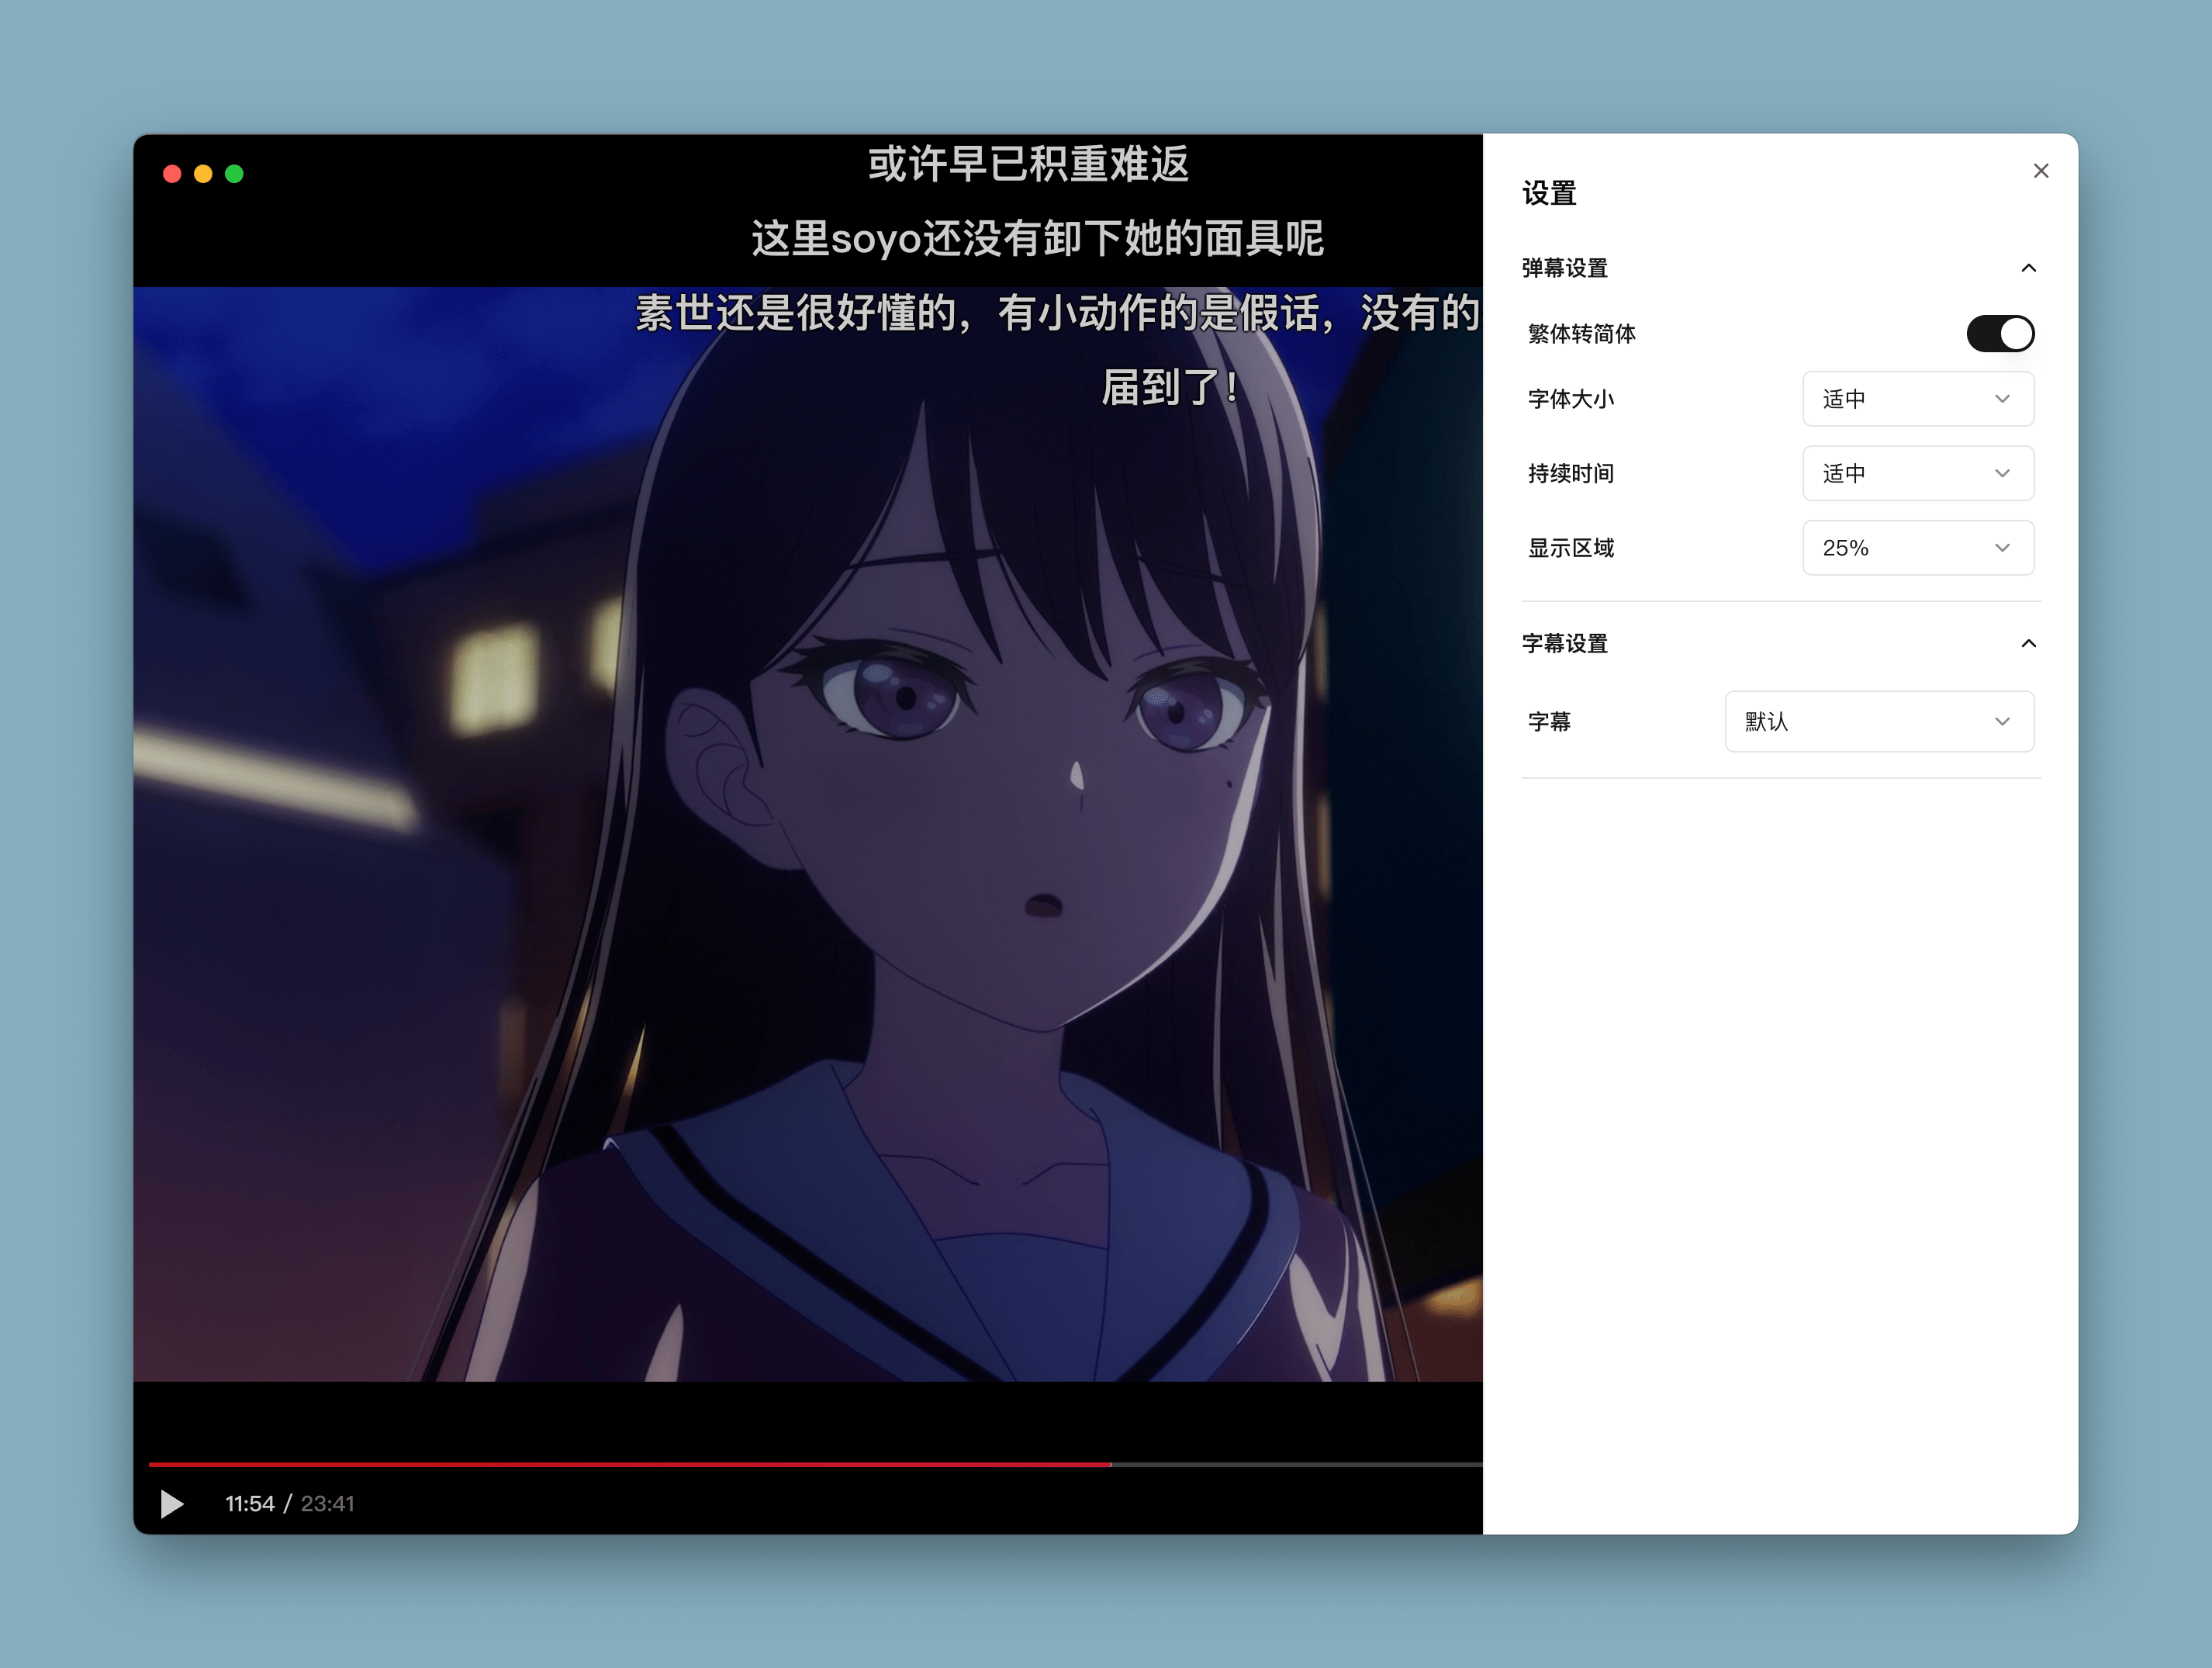 或许早已积重难返
这里soyo还没有卸下她的面具呢
素世还是很好懂的，有小动作的是假话，没有的
届到了！
11:54 / 23:41
设置
弹幕设置
繁体转简体
字体大小 适中
持续时间 适中
显示区域 25%
字幕设置
字幕 默认